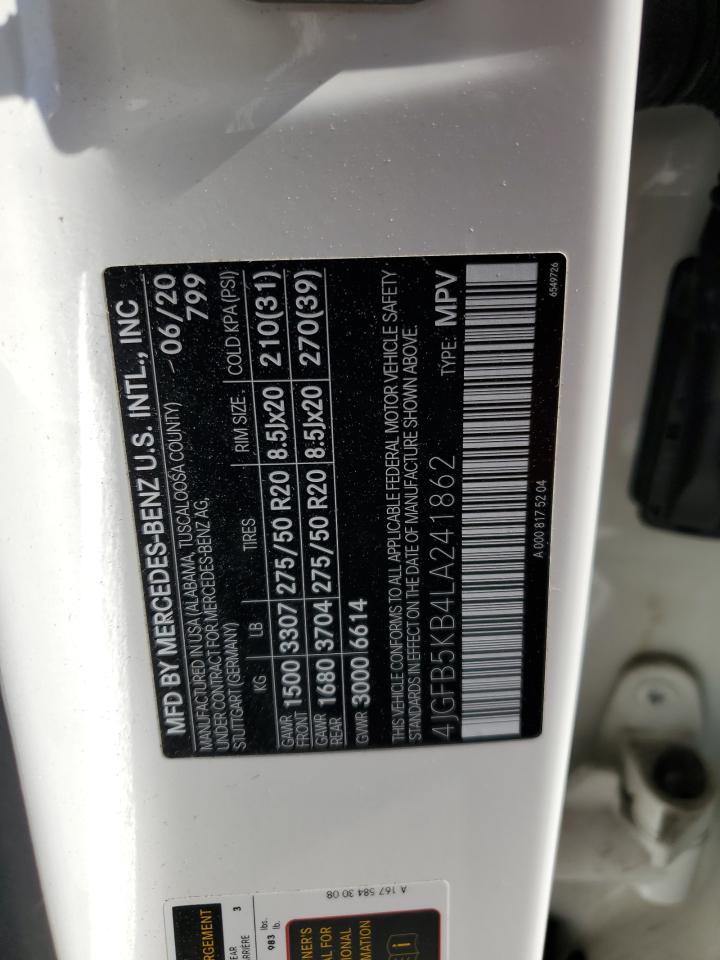 MFD BY MERCEDES-BENZ U.S. INTL., INC
MANUFACTURED IN USA (ALABAMA, TUSCALOOSA COUNTY) 06/20
UNDER CONTRACT FOR MERCEDES-BENZ AG, 799
STUTTGART (GERMANY)
KG LB TIRES RIM SIZE COLD KPA (PSI)
GAWR FRONT 1500 3307 275/50 R20 8.5Jx20 210(31)
GAWR REAR 1680 3704 275/50 R20 8.5Jx20 270(39)
GVWR 3000 6614
THIS VEHICLE CONFORMS TO ALL APPLICABLE FEDERAL MOTOR VEHICLE SAFETY
STANDARDS IN EFFECT ON THE DATE OF MANUFACTURE SHOWN ABOVE.
4JGFB5KB4LA241862 TYPE: MPV
A 000 817 52 04 6549726
A 167 584 30 08
3
983 lbs.
lb.